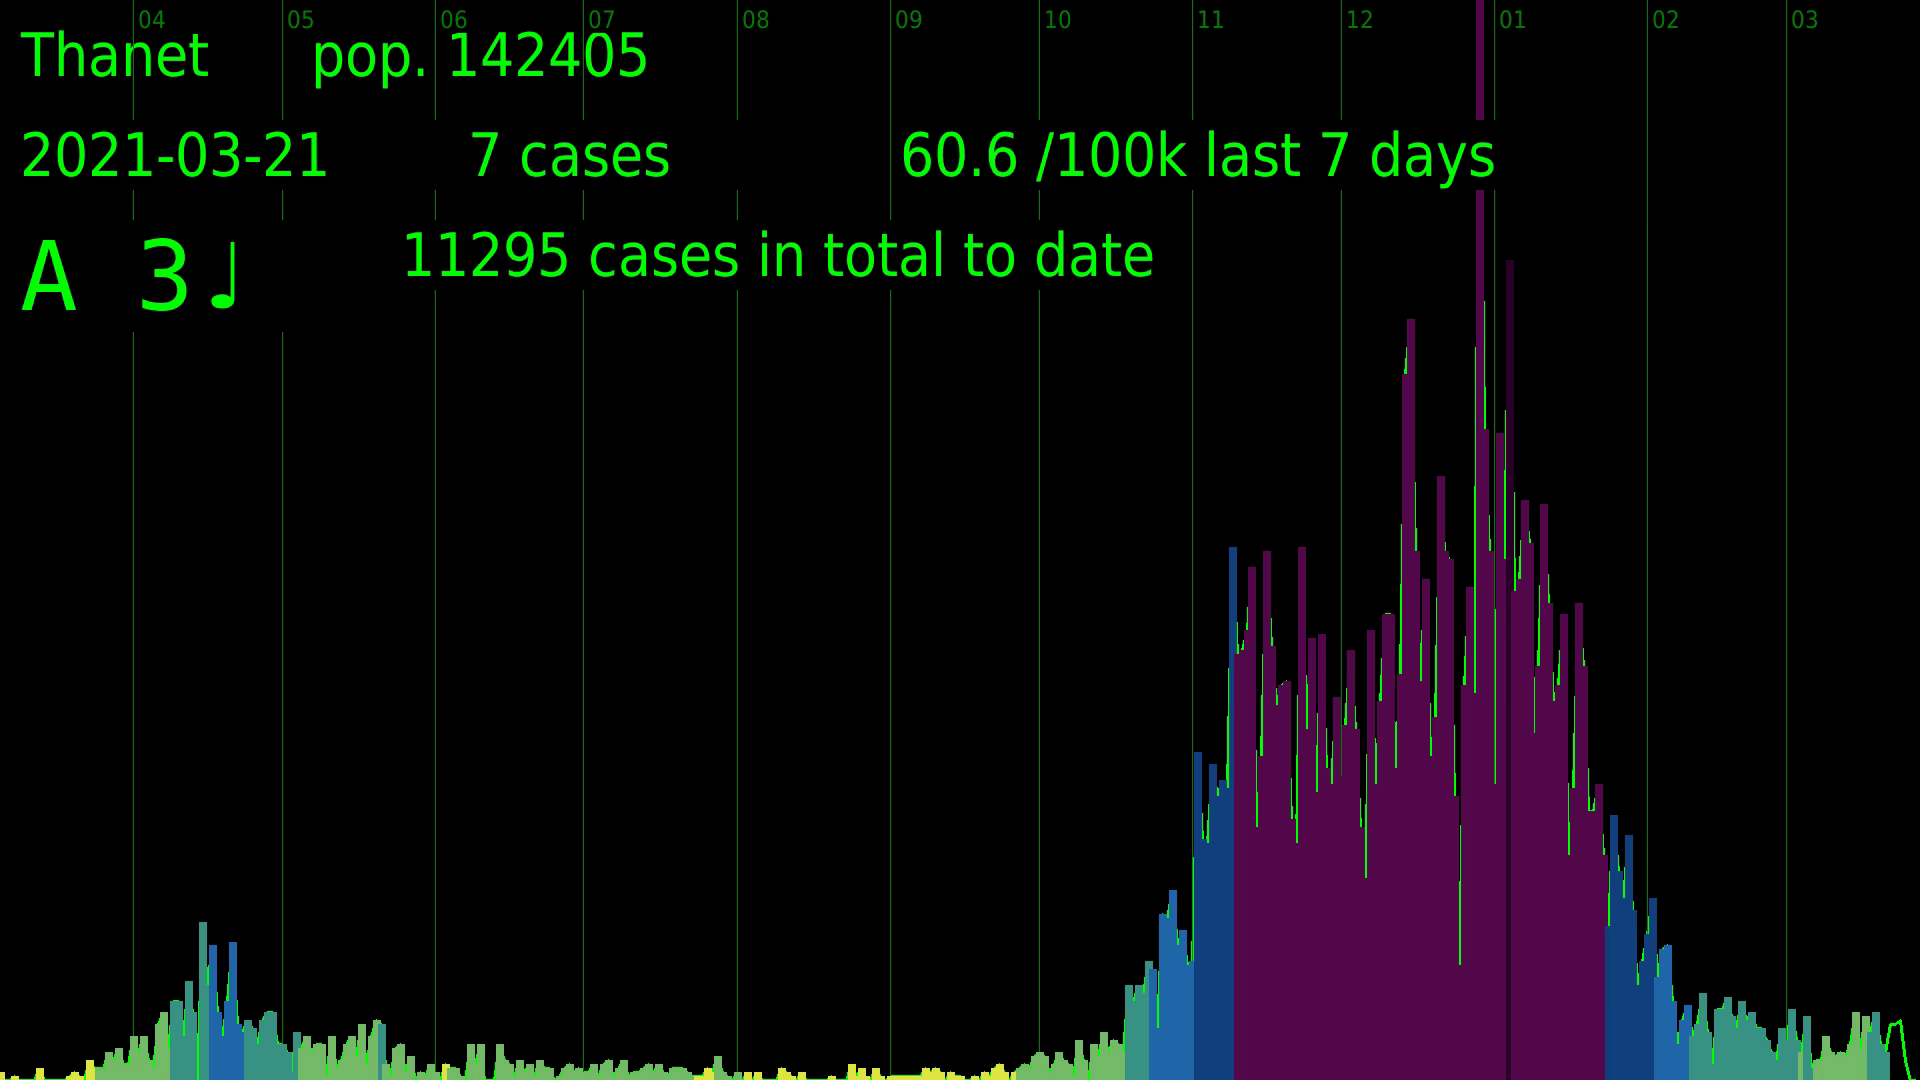 04 05 06 07 08 09 10 11 12 01 02 03
Thanet pop. 142405
2021-03-21 7 cases 60.6 /100k last 7 days
A 3♩ 11295 cases in total to date